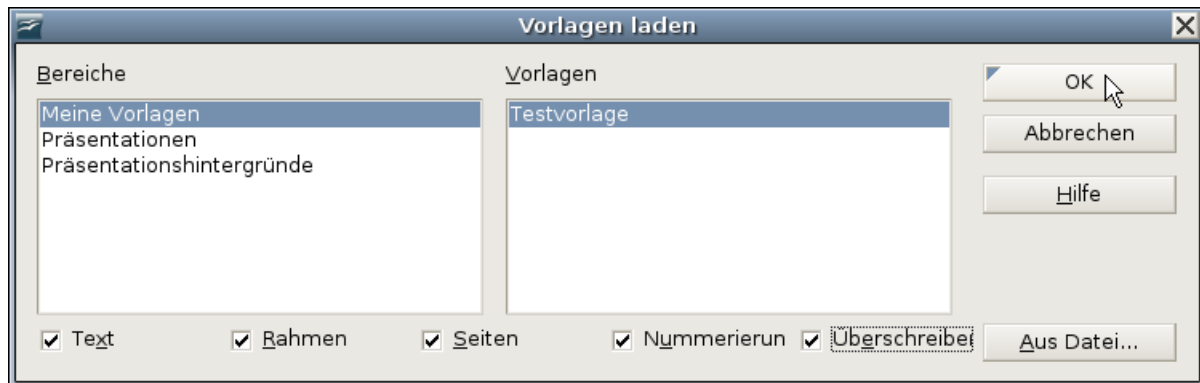 Vorlagen laden
Bereiche
Vorlagen
Meine Vorlagen
Präsentationen
Präsentationshintergründe
Testvorlage
OK
Abbrechen
Hilfe
Text Rahmen Seiten Nummerierun Überschreibe Aus Datei...